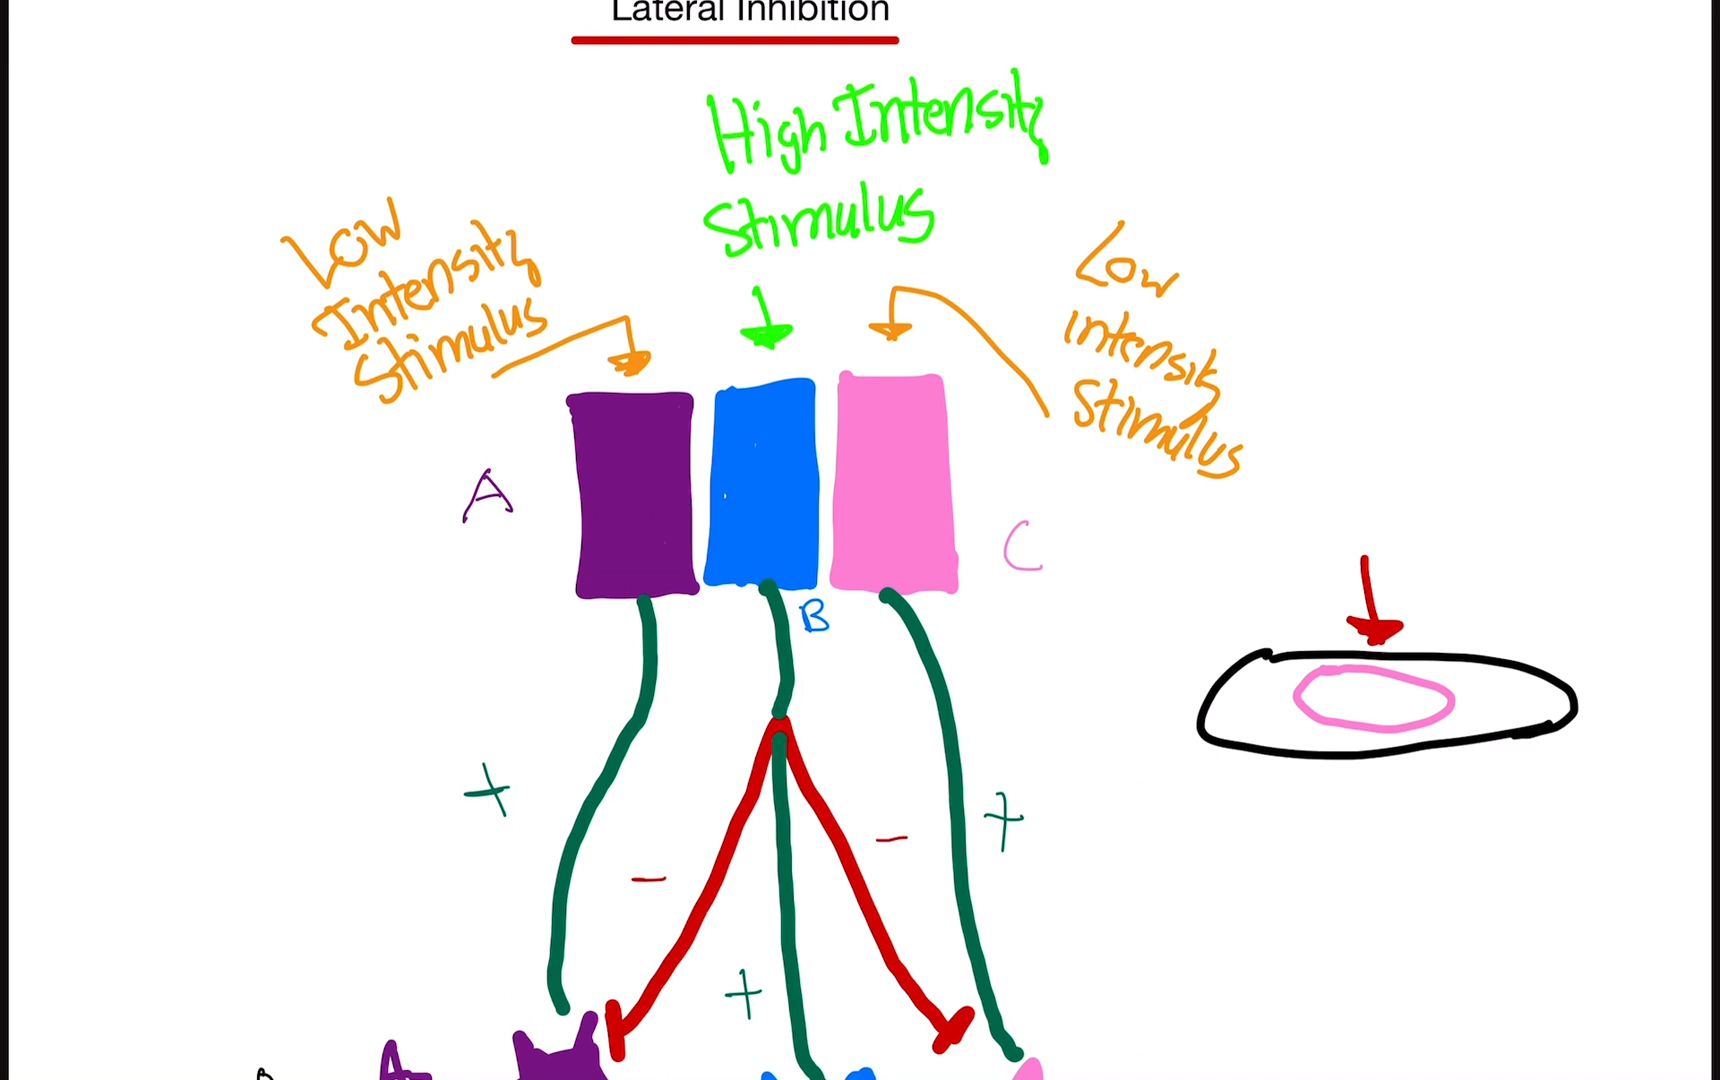 Lateral Inhibition
High Intensity
Stimulus
Low
Intensity
Stimulus
Low
intensity
Stimulus
A
C
B
+
+
-
-
+
A